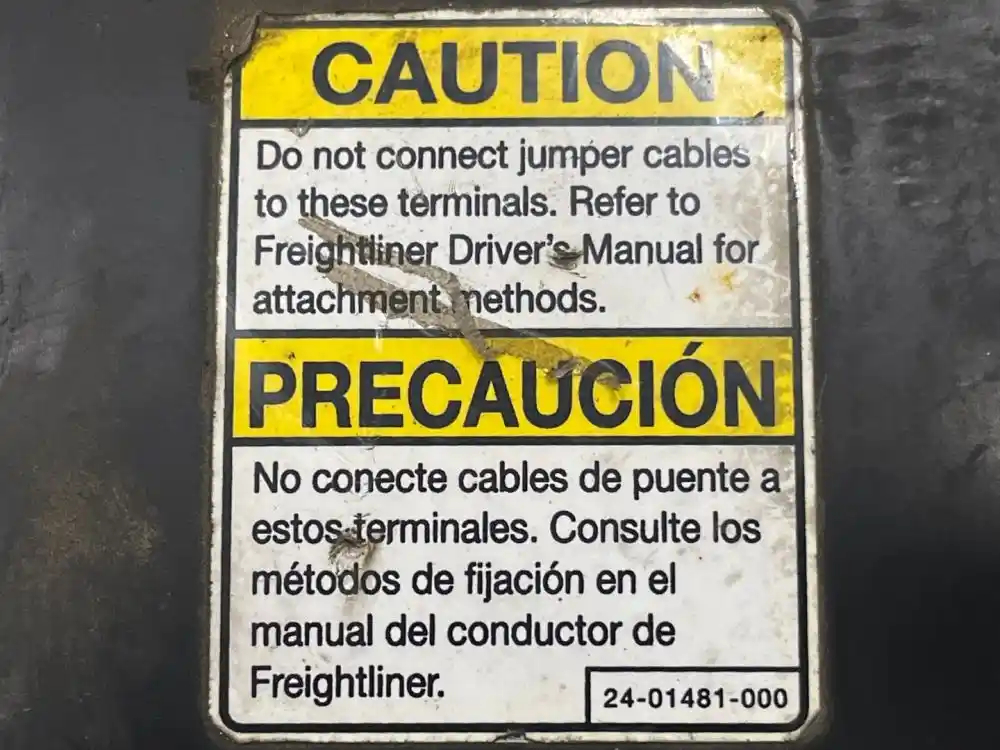 CAUTION
Do not connect jumper cables
to these terminals. Refer to
Freightliner Driver's Manual for
attachment methods.
PRECAUCIÓN
No conecte cables de puente a
estos terminales. Consulte los
métodos de fijación en el
manual del conductor de
Freightliner.
24-01481-000